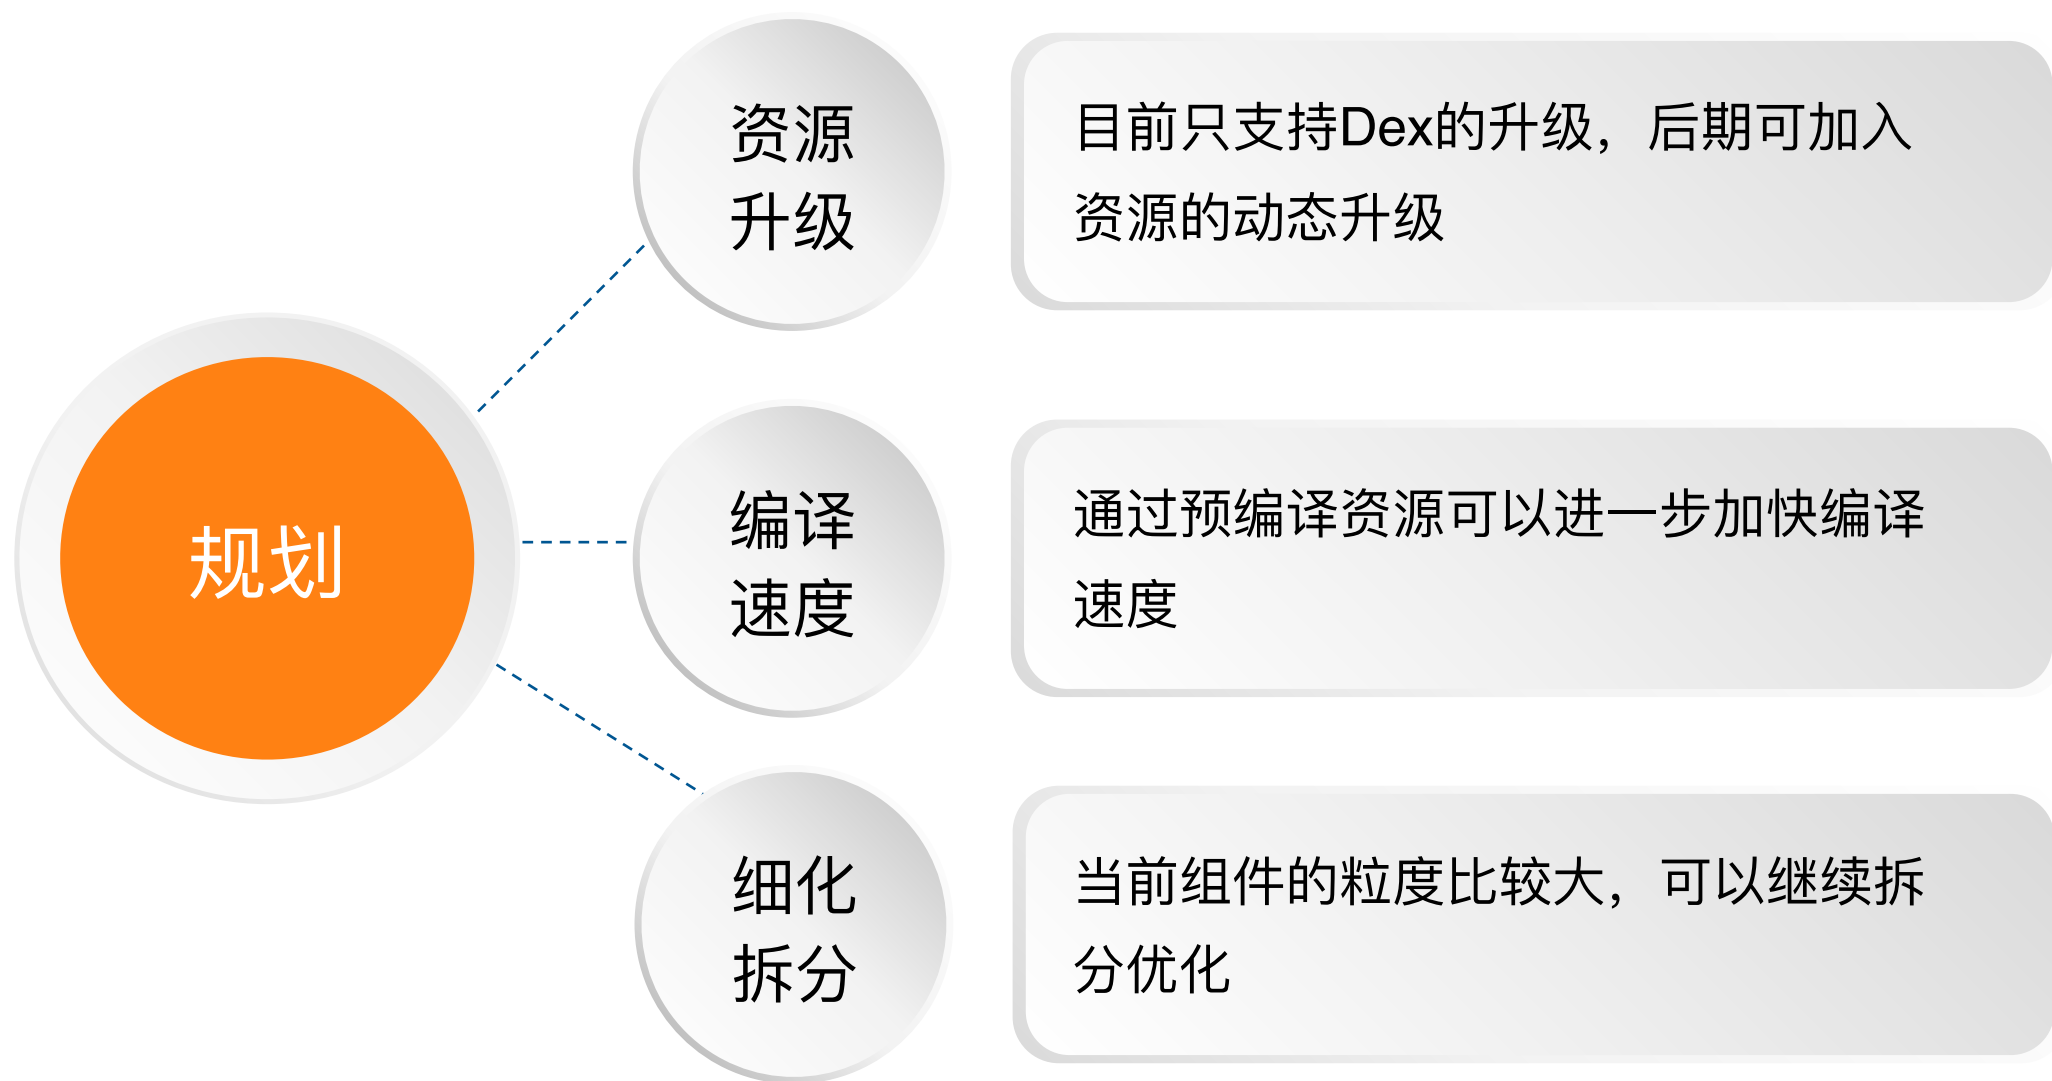 规划
资源
升级
目前只支持Dex的升级，后期可加入
资源的动态升级
编译
速度
通过预编译资源可以进一步加快编译
速度
细化
拆分
当前组件的粒度比较大，可以继续拆
分优化